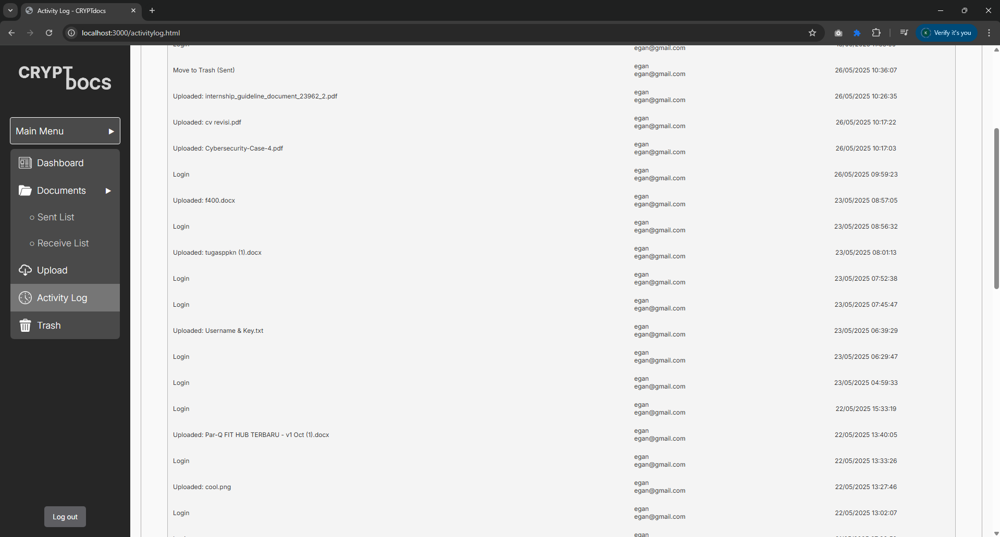 Activity Log - CRYPTdocs
localhost:3000/activitylog.html
K Verify it's you
CRYPT
DOCS
Main Menu
Dashboard
Documents
Sent List
Receive List
Upload
Activity Log
Trash
Log out
Login
egan@gmail.com
Move to Trash (Sent)
egan
egan@gmail.com
26/05/2025 10:36:07
Uploaded: internship_guideline_document_23962_2.pdf
egan
egan@gmail.com
26/05/2025 10:26:35
Uploaded: cv revisi.pdf
egan
egan@gmail.com
26/05/2025 10:17:22
Uploaded: Cybersecurity-Case-4.pdf
egan
egan@gmail.com
26/05/2025 10:17:03
Login
egan
egan@gmail.com
26/05/2025 09:59:23
Uploaded: f400.docx
egan
egan@gmail.com
23/05/2025 08:57:05
Login
egan
egan@gmail.com
23/05/2025 08:56:32
Uploaded: tugasppkn (1).docx
egan
egan@gmail.com
23/05/2025 08:01:13
Login
egan
egan@gmail.com
23/05/2025 07:52:38
Login
egan
egan@gmail.com
23/05/2025 07:45:47
Uploaded: Username & Key.txt
egan
egan@gmail.com
23/05/2025 06:39:29
Login
egan
egan@gmail.com
23/05/2025 06:29:47
Login
egan
egan@gmail.com
23/05/2025 04:59:33
Login
egan
egan@gmail.com
22/05/2025 15:33:19
Uploaded: Par-Q FIT HUB TERBARU - v1 Oct (1).docx
egan
egan@gmail.com
22/05/2025 13:40:05
Login
egan
egan@gmail.com
22/05/2025 13:33:26
Uploaded: cool.png
egan
egan@gmail.com
22/05/2025 13:27:46
Login
egan
egan@gmail.com
22/05/2025 13:02:07
egan